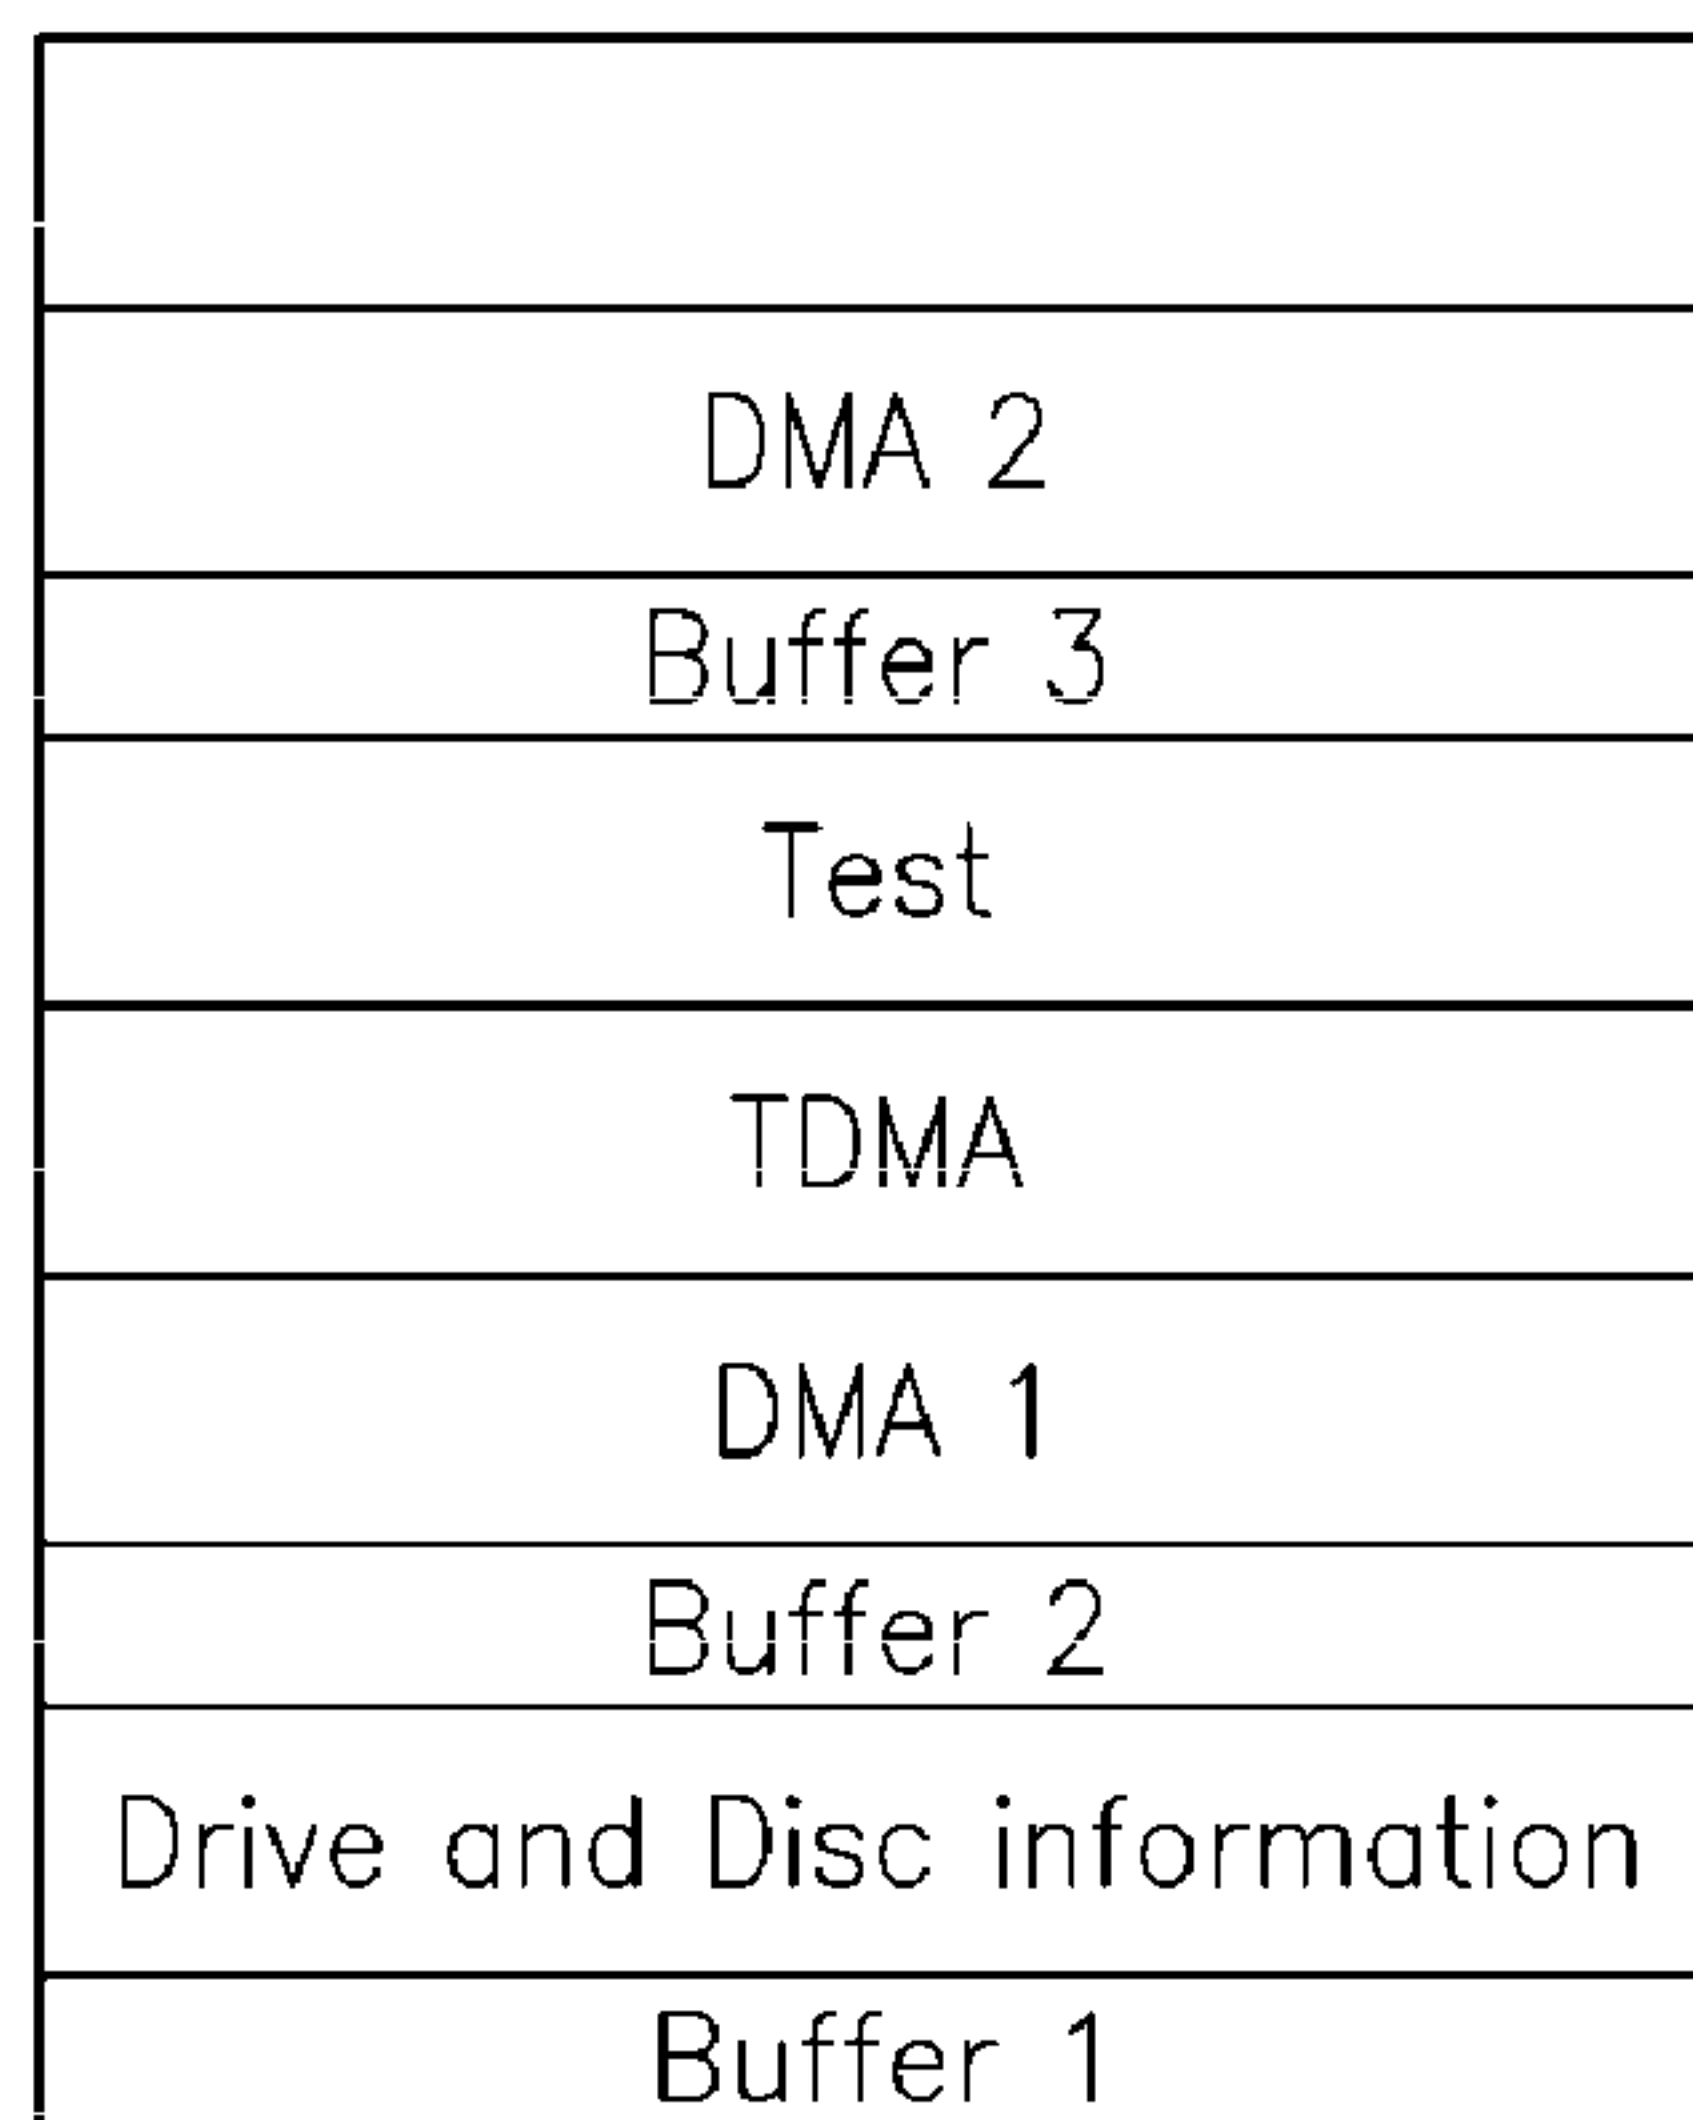 DMA 2
Buffer 3
Test
TDMA
DMA 1
Buffer 2
Drive and Disc information
Buffer 1